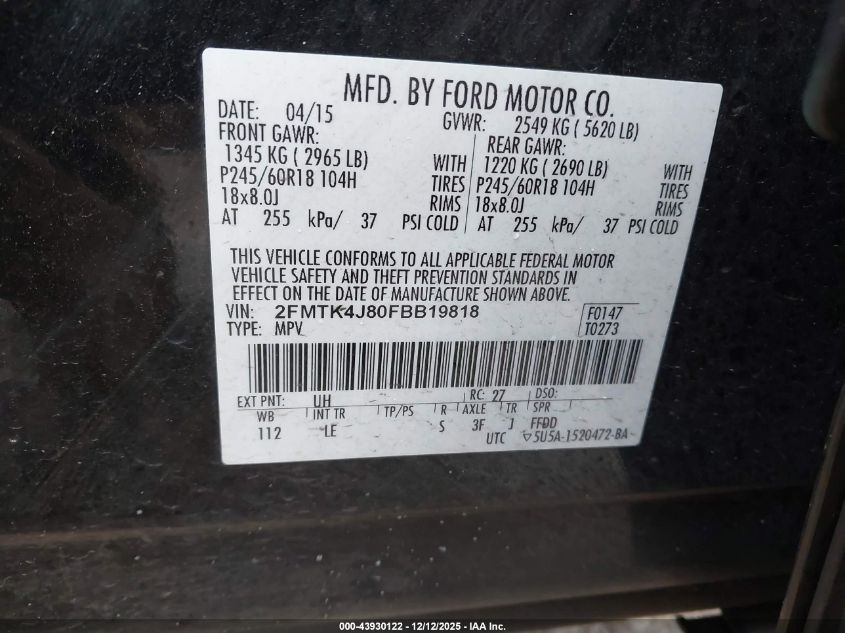 MFD. BY FORD MOTOR CO.
DATE: 04/15 GVWR: 2549 KG ( 5620 LB)
FRONT GAWR: REAR GAWR:
1345 KG ( 2965 LB) WITH 1220 KG ( 2690 LB) WITH
P245/60R18 104H TIRES P245/60R18 104H TIRES
18x8.0J RIMS 18x8.0J RIMS
AT 255 kPa/ 37 PSI COLD AT 255 kPa/ 37 PSI COLD
THIS VEHICLE CONFORMS TO ALL APPLICABLE FEDERAL MOTOR
VEHICLE SAFETY AND THEFT PREVENTION STANDARDS IN
EFFECT ON THE DATE OF MANUFACTURE SHOWN ABOVE.
VIN: 2FMTK4J80FBB19818 F0147
TYPE: MPV T0273
EXT PNT: UH RC: 27 DSO:
WB INT TR TP/PS R AXLE TR SPR
112 LE S 3F J FFDD
UTC ▽5U5A-1520472-BA
000-43930122 - 12/12/2025 - IAA Inc.